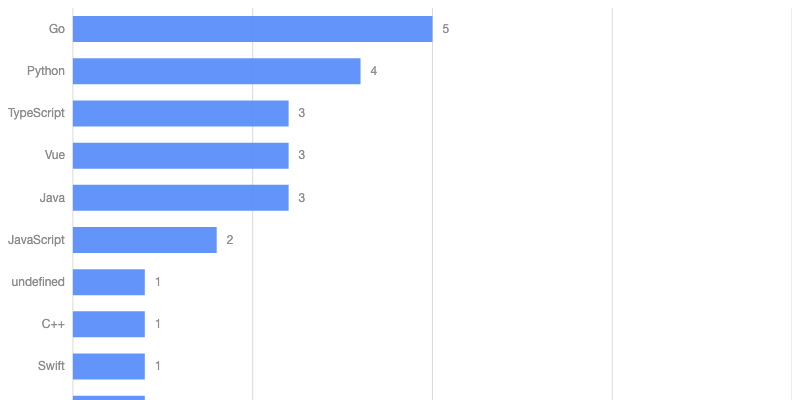 Go 5
Python 4
TypeScript 3
Vue 3
Java 3
JavaScript 2
undefined 1
C++ 1
Swift 1